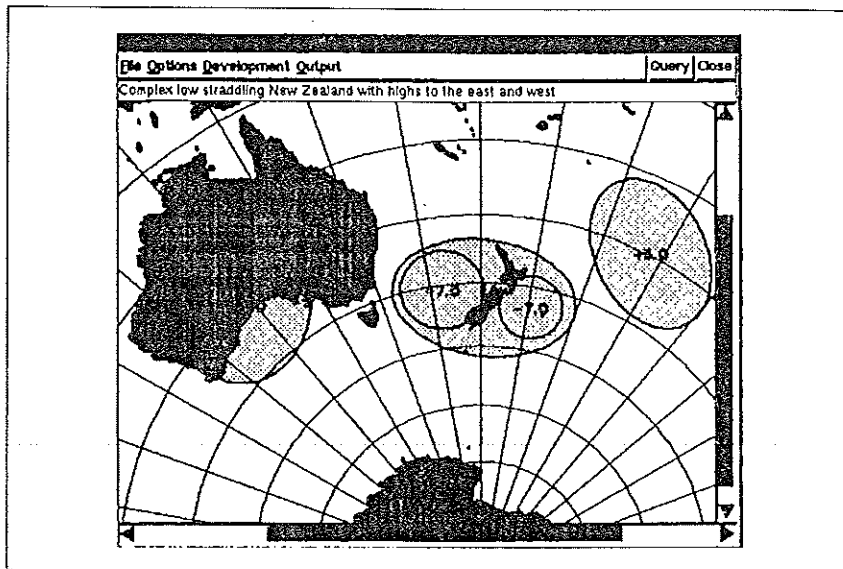 File Options Development Output Query Close
Complex low straddling New Zealand with highs to the east and west
-7.0